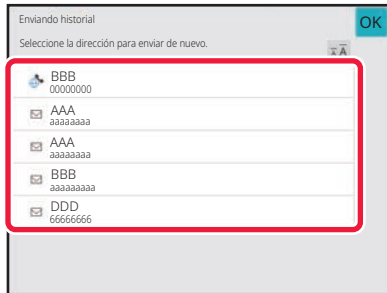 Enviando historial
OK
Seleccione la dirección para enviar de nuevo.
A A
BBB
00000000
AAA
aaaaaaaa
AAA
aaaaaaaa
BBB
aaaaaaaaa
DDD
66666666